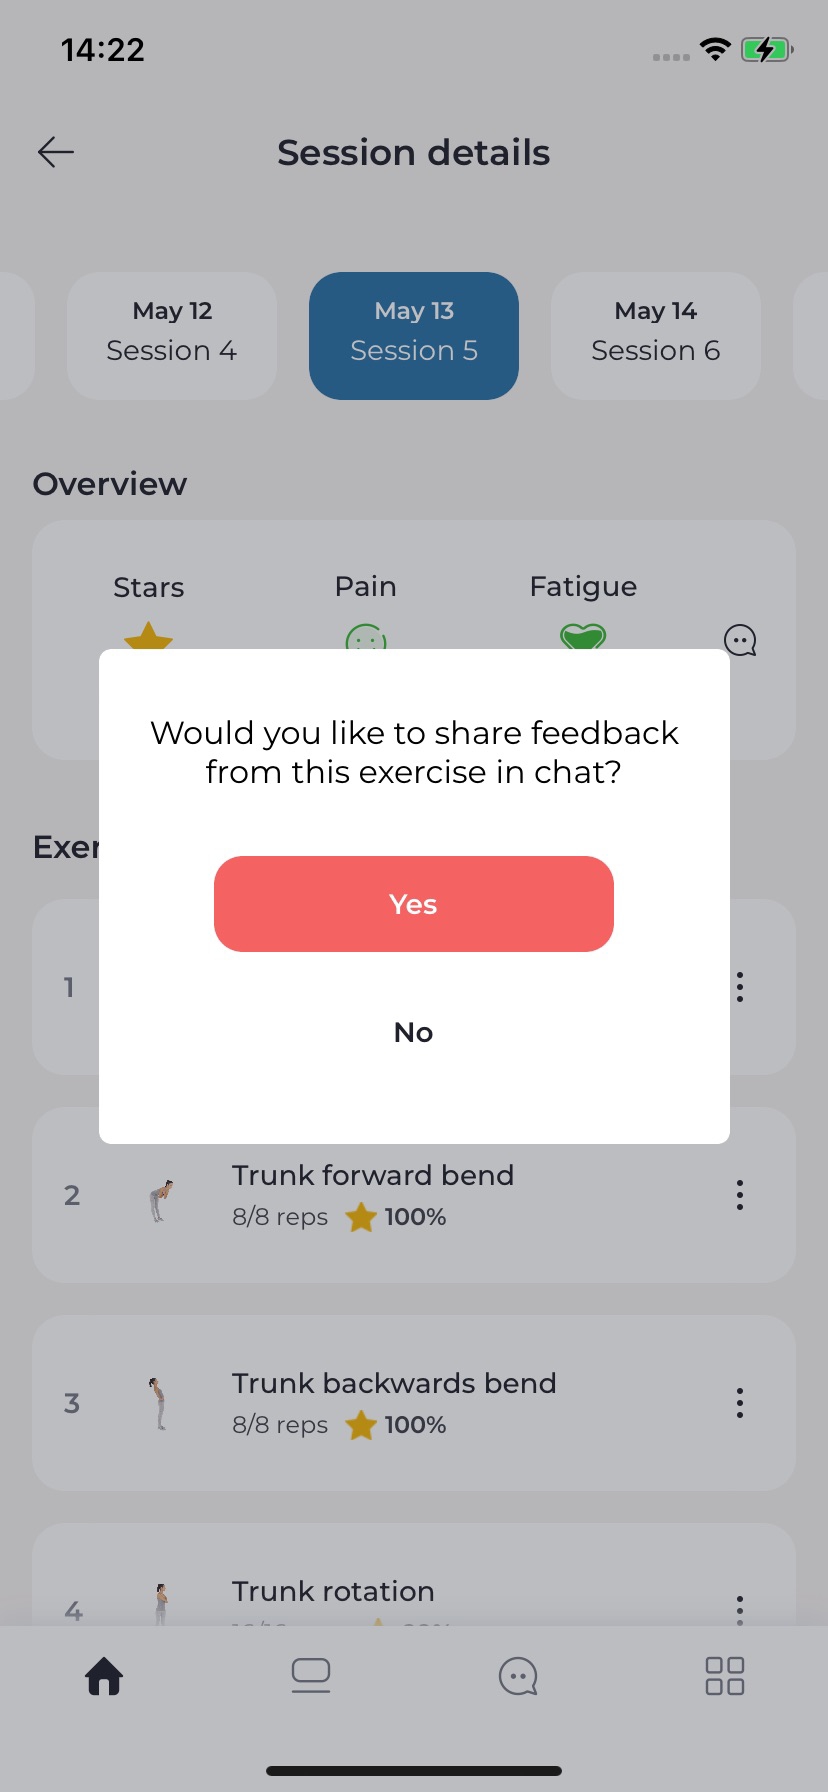 14:22
Session details
May 12
Session 4
May 13
Session 5
May 14
Session 6
Overview
Stars
Pain
Fatigue
Would you like to share feedback
from this exercise in chat?
Yes
No
1
2
Trunk forward bend
8/8 reps 100%
3
Trunk backwards bend
8/8 reps 100%
4
Trunk rotation